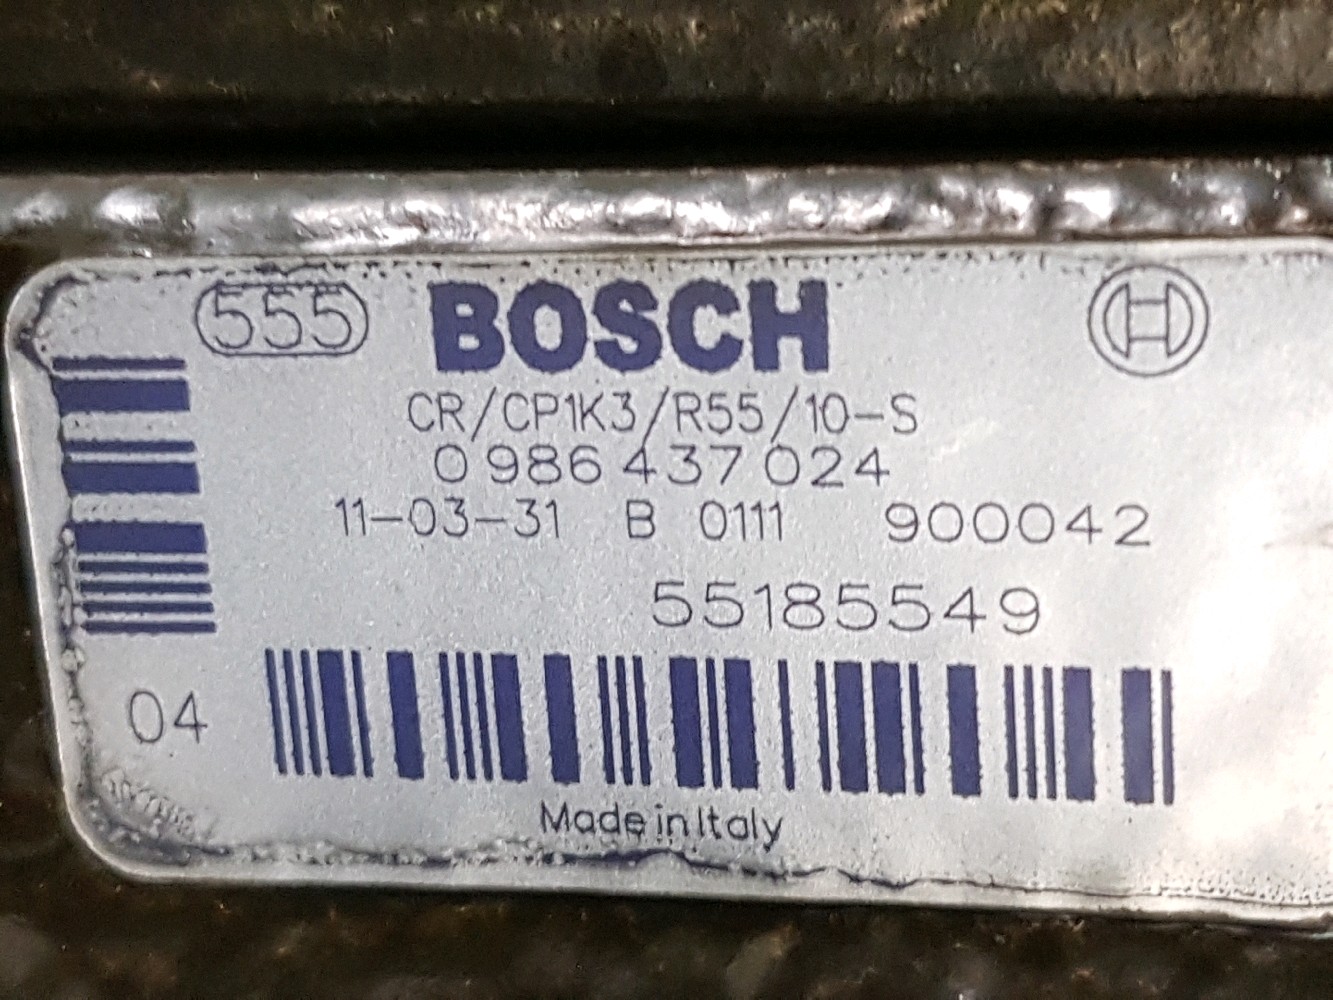 555 BOSCH
CR/CP1K3/R55/10-S
0 986 437 024
11-03-31 B 0111 900042
55185549
04
Made in Italy